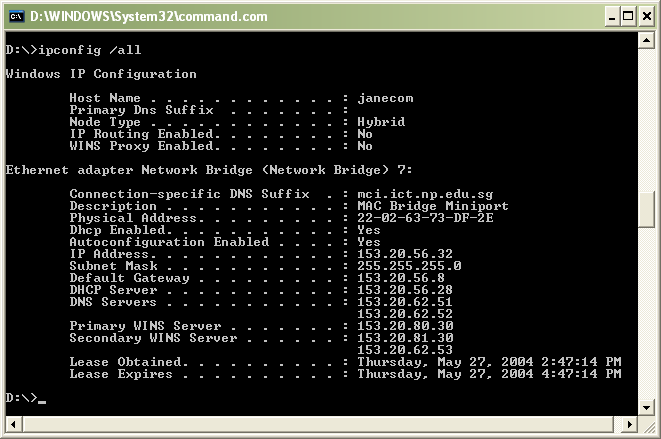 D:\WINDOWS\System32\command.com
D:\>ipconfig /all
Windows IP Configuration
Host Name . . . . . . . . . . . . : janecom
Primary Dns Suffix  . . . . . . . :
Node Type . . . . . . . . . . . . : Hybrid
IP Routing Enabled. . . . . . . . : No
WINS Proxy Enabled. . . . . . . . : No
Ethernet adapter Network Bridge (Network Bridge) 7:
Connection-specific DNS Suffix  . : mci.ict.np.edu.sg
Description . . . . . . . . . . . : MAC Bridge Miniport
Physical Address. . . . . . . . . : 22-02-63-73-DF-2E
Dhcp Enabled. . . . . . . . . . . : Yes
Autoconfiguration Enabled . . . . : Yes
IP Address. . . . . . . . . . . . : 153.20.56.32
Subnet Mask . . . . . . . . . . . : 255.255.255.0
Default Gateway . . . . . . . . . : 153.20.56.8
DHCP Server . . . . . . . . . . . : 153.20.56.28
DNS Servers . . . . . . . . . . . : 153.20.62.51
153.20.62.52
Primary WINS Server . . . . . . . : 153.20.80.30
Secondary WINS Server . . . . . . : 153.20.81.30
153.20.62.53
Lease Obtained. . . . . . . . . . : Thursday, May 27, 2004 2:47:14 PM
Lease Expires . . . . . . . . . . : Thursday, May 27, 2004 4:47:14 PM
D:\>_